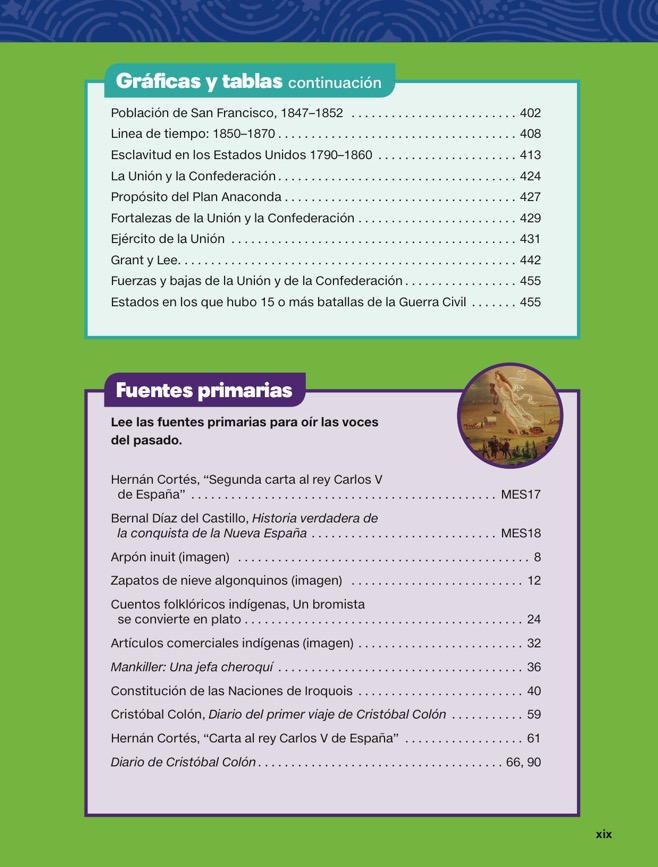 Gráficas y tablas continuación
Población de San Francisco, 1847–1852 . . . . . . . . . . . . . . . . . . . . . . . . . 402
Linea de tiempo: 1850–1870 . . . . . . . . . . . . . . . . . . . . . . . . . . . . . . . . . . . . 408
Esclavitud en los Estados Unidos 1790–1860 . . . . . . . . . . . . . . . . . . . . . 413
La Unión y la Confederación . . . . . . . . . . . . . . . . . . . . . . . . . . . . . . . . . . . . 424
Propósito del Plan Anaconda . . . . . . . . . . . . . . . . . . . . . . . . . . . . . . . . . . . 427
Fortalezas de la Unión y la Confederación . . . . . . . . . . . . . . . . . . . . . . . . 429
Ejército de la Unión . . . . . . . . . . . . . . . . . . . . . . . . . . . . . . . . . . . . . . . . . . . 431
Grant y Lee. . . . . . . . . . . . . . . . . . . . . . . . . . . . . . . . . . . . . . . . . . . . . . . . . . . 442
Fuerzas y bajas de la Unión y de la Confederación . . . . . . . . . . . . . . . . . 455
Estados en los que hubo 15 o más batallas de la Guerra Civil . . . . . . . 455
Fuentes primarias
Lee las fuentes primarias para oír las voces
del pasado.
Hernán Cortés, “Segunda carta al rey Carlos V
de España” . . . . . . . . . . . . . . . . . . . . . . . . . . . . . . . . . . . . . . . . . . . . . . . MES17
Bernal Díaz del Castillo, Historia verdadera de
la conquista de la Nueva España . . . . . . . . . . . . . . . . . . . . . . . . . . . . MES18
Arpón inuit (imagen) . . . . . . . . . . . . . . . . . . . . . . . . . . . . . . . . . . . . . . . . . . . . 8
Zapatos de nieve algonquinos (imagen) . . . . . . . . . . . . . . . . . . . . . . . . . . 12
Cuentos folklóricos indígenas, Un bromista
se convierte en plato . . . . . . . . . . . . . . . . . . . . . . . . . . . . . . . . . . . . . . . . . . 24
Artículos comerciales indígenas (imagen) . . . . . . . . . . . . . . . . . . . . . . . . . 32
Mankiller: Una jefa cheroquí . . . . . . . . . . . . . . . . . . . . . . . . . . . . . . . . . . . . . 36
Constitución de las Naciones de Iroquois . . . . . . . . . . . . . . . . . . . . . . . . . 40
Cristóbal Colón, Diario del primer viaje de Cristóbal Colón . . . . . . . . . . . 59
Hernán Cortés, “Carta al rey Carlos V de España” . . . . . . . . . . . . . . . . . . 61
Diario de Cristóbal Colón . . . . . . . . . . . . . . . . . . . . . . . . . . . . . . . . . . . . . 66, 90
xix